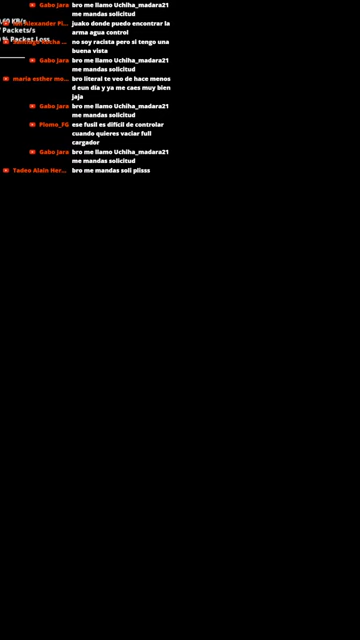 Gabo Jara bro me llamo Uchiha_madara21
me mandas solicitud
Alexander Pi... juako donde puedo encontrar la
arma agua control
no soy racista pero si tengo una
buena vista
Gabo Jara bro me llamo Uchiha_madara21
me mandas solicitud
maria esther mo... bro literal te veo de hace menos
d eun día y ya me caes muy bien
jaja
Gabo Jara bro me llamo Uchiha_madara21
me mandas solicitud
Plomo_FG ese fusil es dificil de controlar
cuando quieres vaciar full
cargador
Gabo Jara bro me llamo Uchiha_madara21
me mandas solicitud
Tadeo Alain Her... bro me mandas soli plisss
KB/s
Packets/s
% Packet Loss